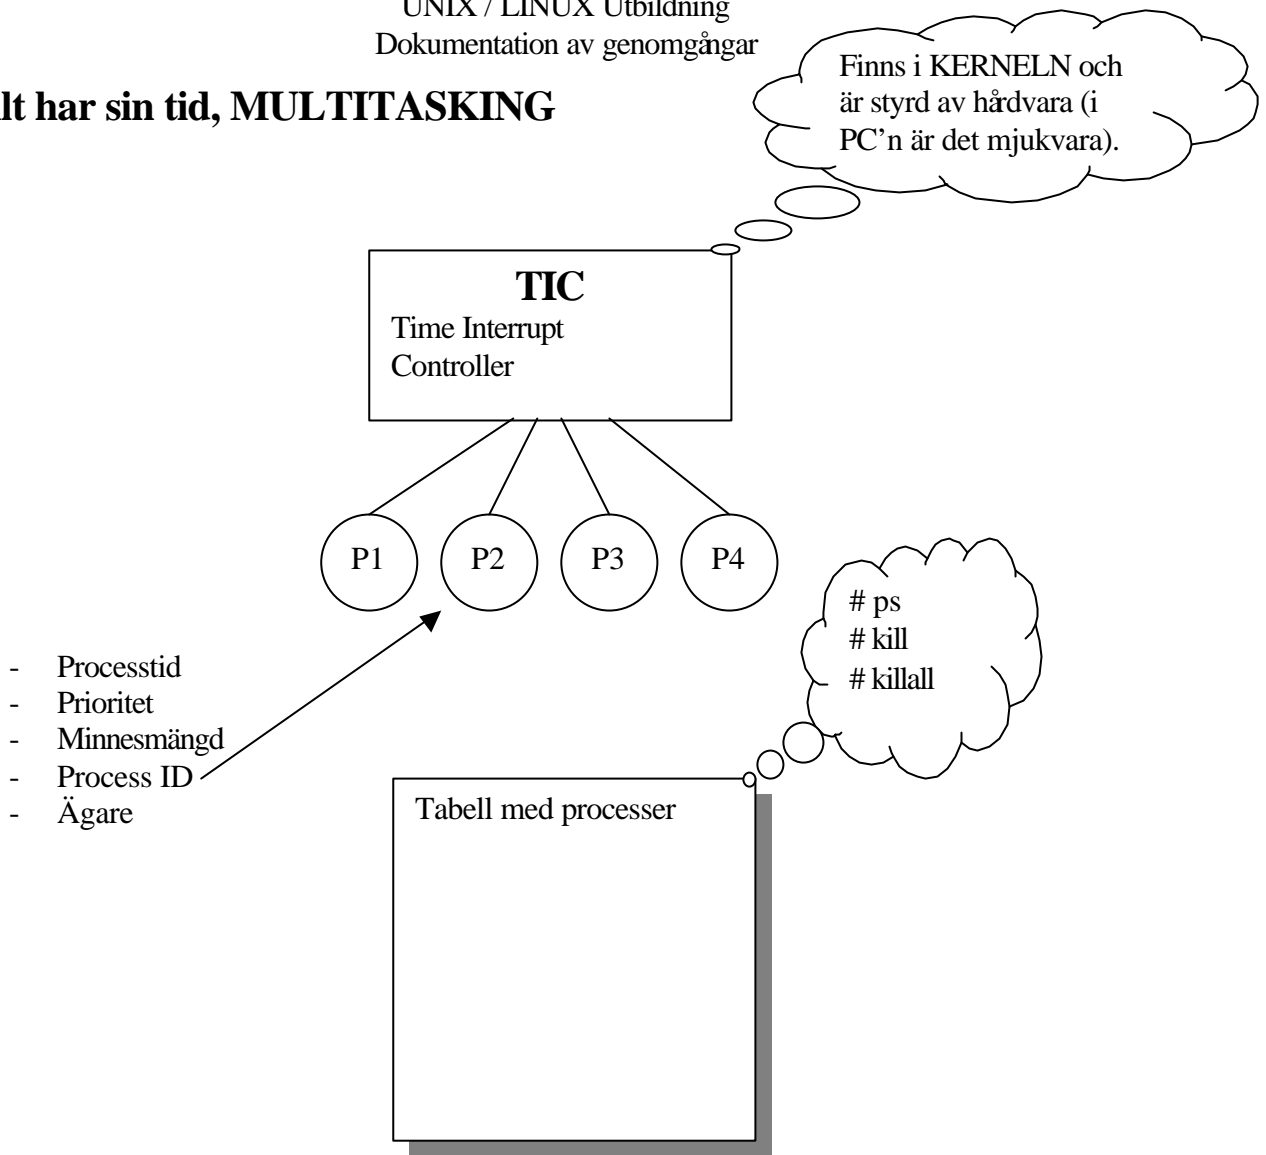 UNIX / LINUX Utbildning
Dokumentation av genomgångar
lt har sin tid, MULTITASKING
Finns i KERNELN och
är styrd av hårdvara (i
PC’n är det mjukvara).
TIC
Time Interrupt
Controller
P1 P2 P3 P4
# ps
# kill
# killall
- Processtid
- Prioritet
- Minnesmängd
- Process ID
- Ägare
Tabell med processer